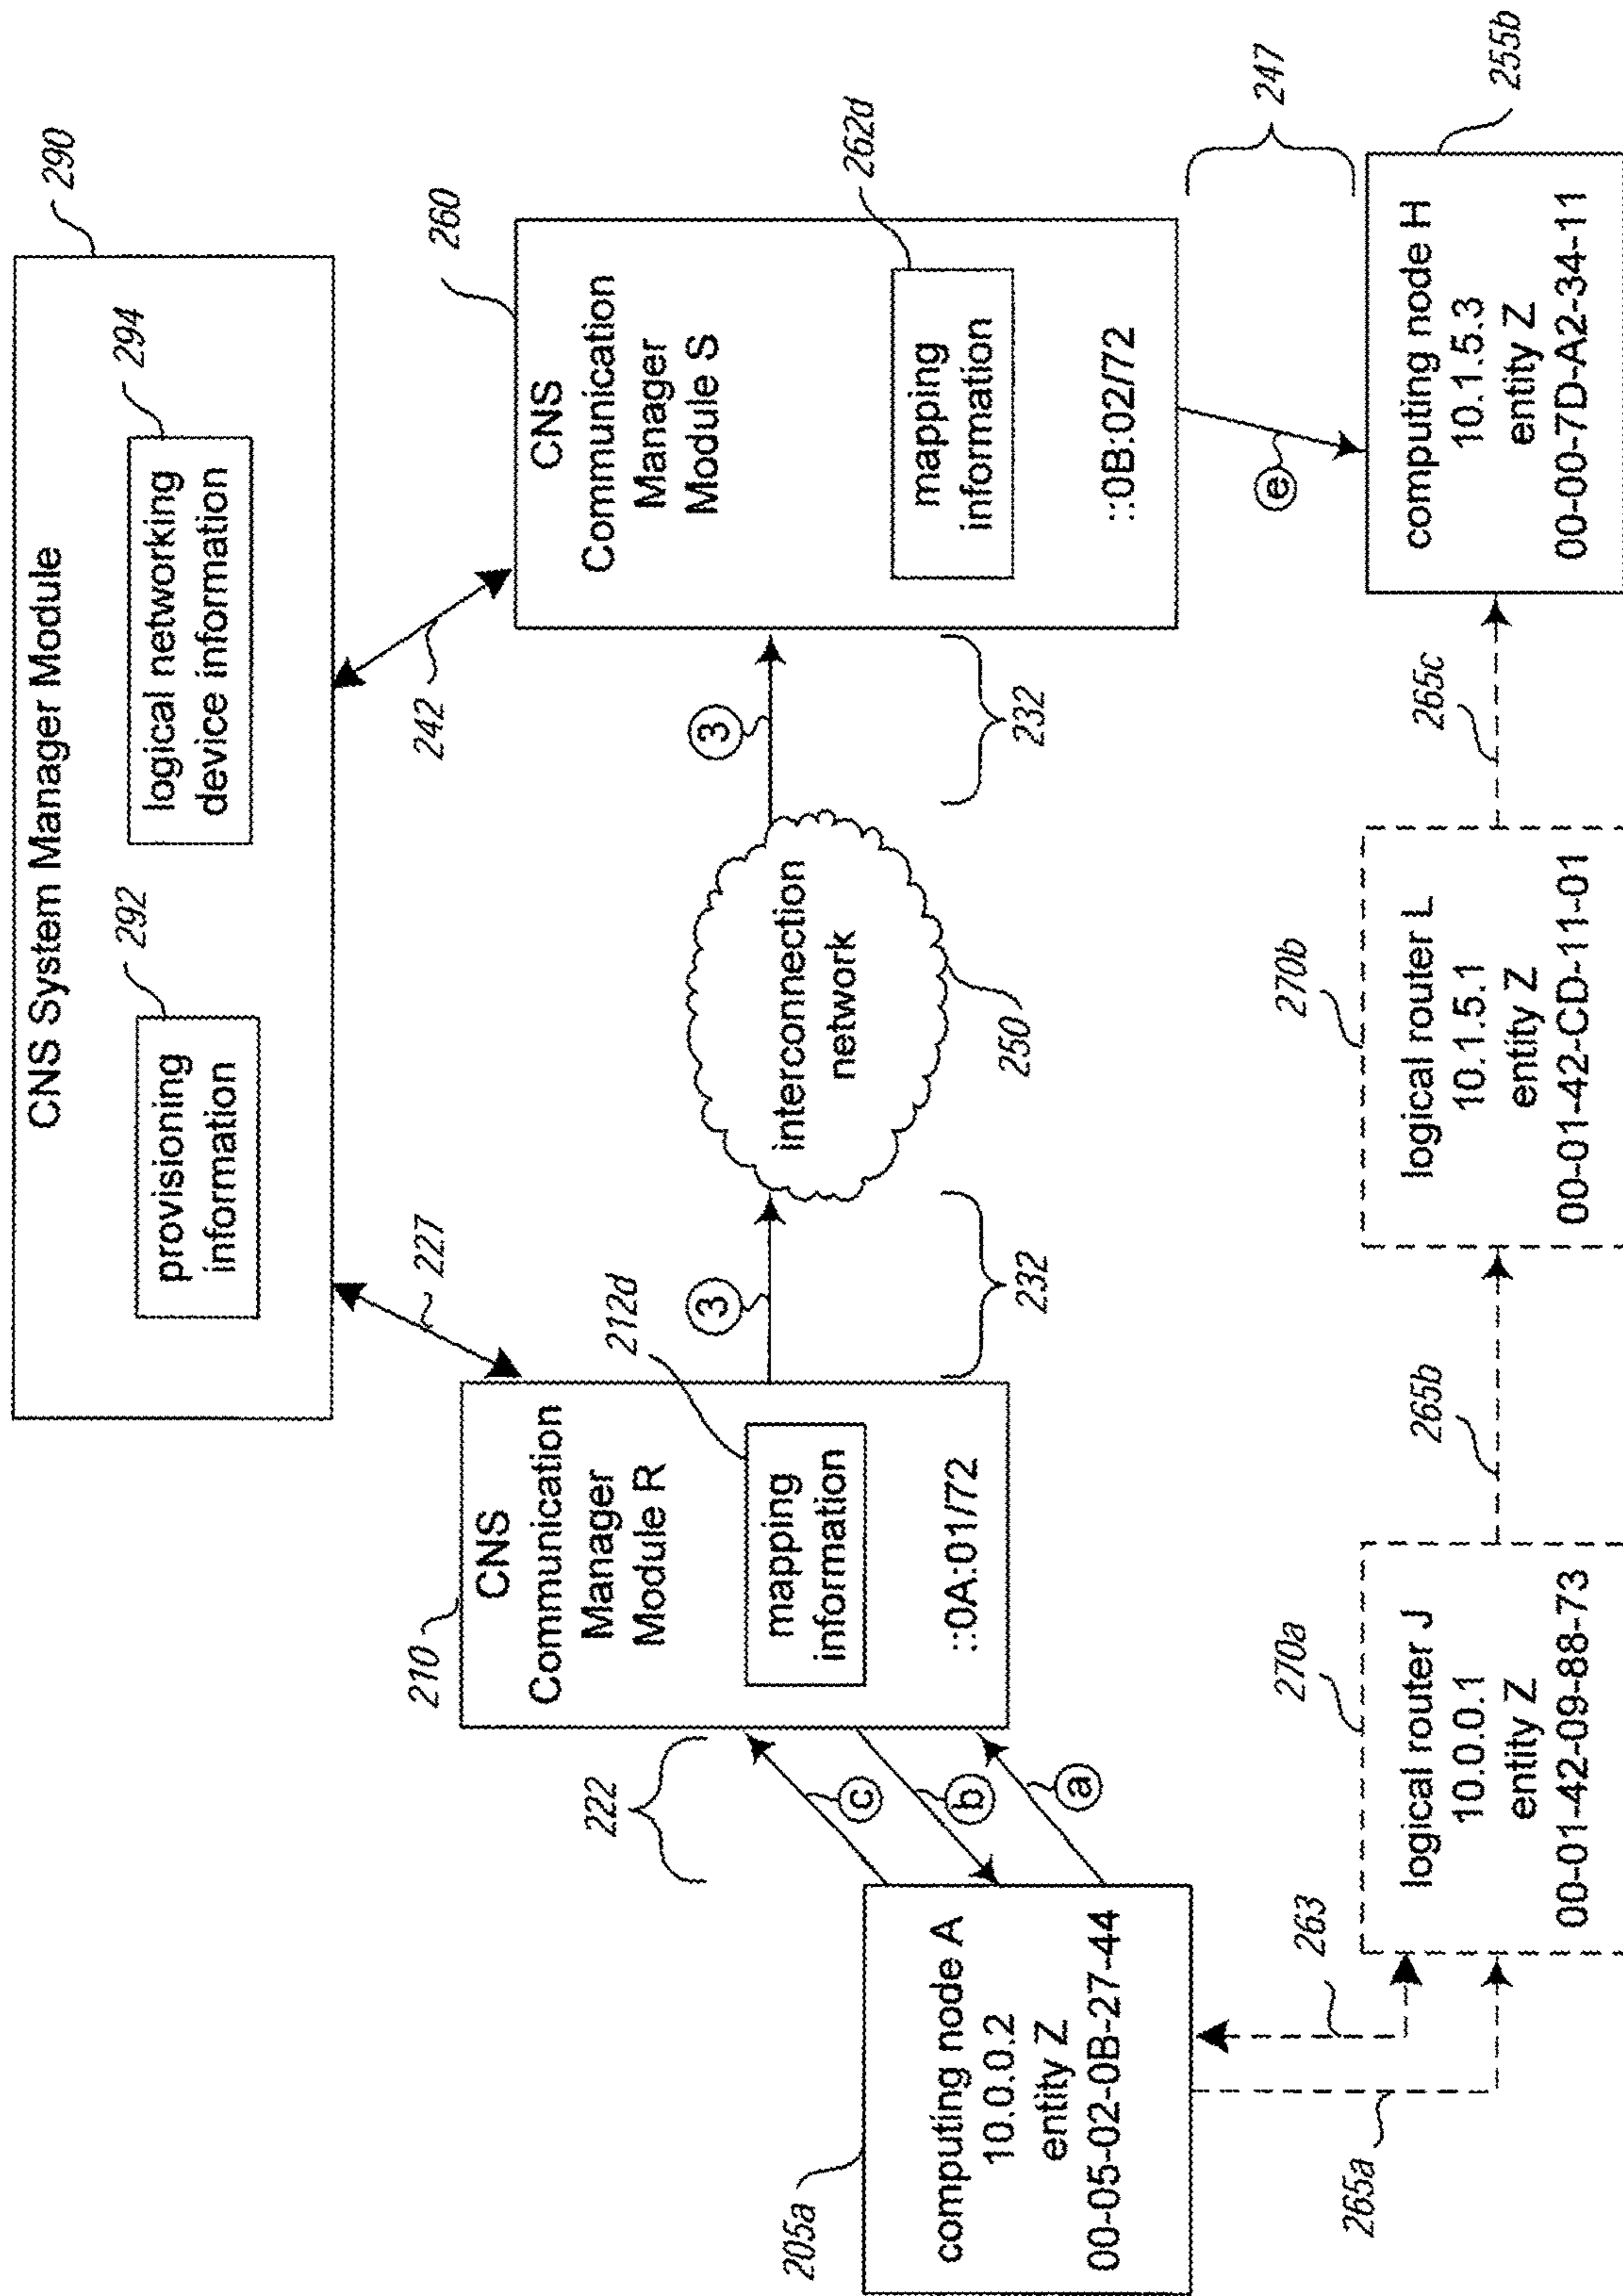 CNS System Manager Module
290
292
294
provisioning
information
logical networking
device information
227
242
210
CNS
Communication
Manager
Module R
212d
mapping
information
::0A:01/72
3
232
interconnection
network
250
3
232
260
CNS
Communication
Manager
Module S
262d
mapping
information
::0B:02/72
222
c
b
a
e
247
205a
computing node A
10.0.0.2
entity Z
00-05-02-0B-27-44
263
265a
270a
logical router J
10.0.0.1
entity Z
00-01-42-09-88-73
265b
270b
logical router L
10.1.5.1
entity Z
00-01-42-CD-11-01
265c
255b
computing node H
10.1.5.3
entity Z
00-00-7D-A2-34-11